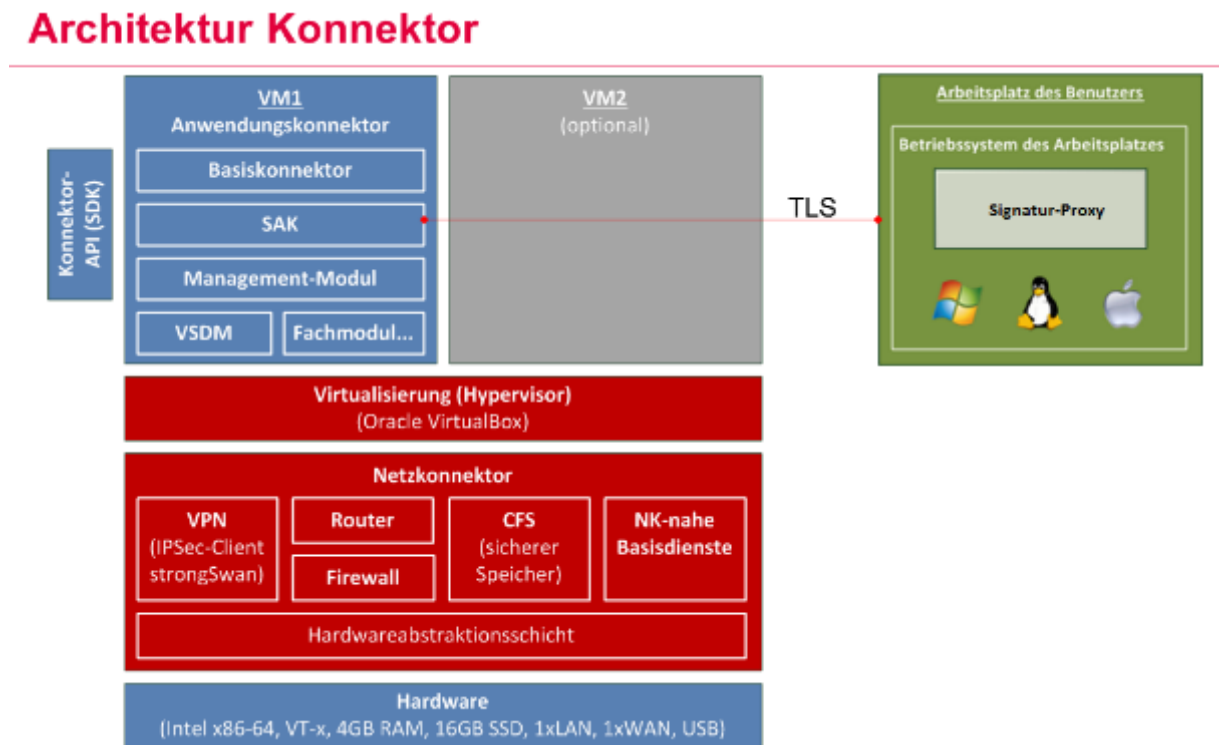 Architektur Konnektor
VM1
Anwendungskonnektor
Basiskonnektor
SAK
Management-Modul
VSDM
Fachmodul...
Konnektor-
API (SDK)
VM2
(optional)
TLS
Arbeitsplatz des Benutzers
Betriebssystem des Arbeitsplatzes
Signatur-Proxy
Virtualisierung (Hypervisor)
(Oracle VirtualBox)
Netzkonnektor
VPN
(IPSec-Client
strongSwan)
Router
Firewall
CFS
(sicherer
Speicher)
NK-nahe
Basisdienste
Hardwareabstraktionsschicht
Hardware
(Intel x86-64, VT-x, 4GB RAM, 16GB SSD, 1xLAN, 1xWAN, USB)